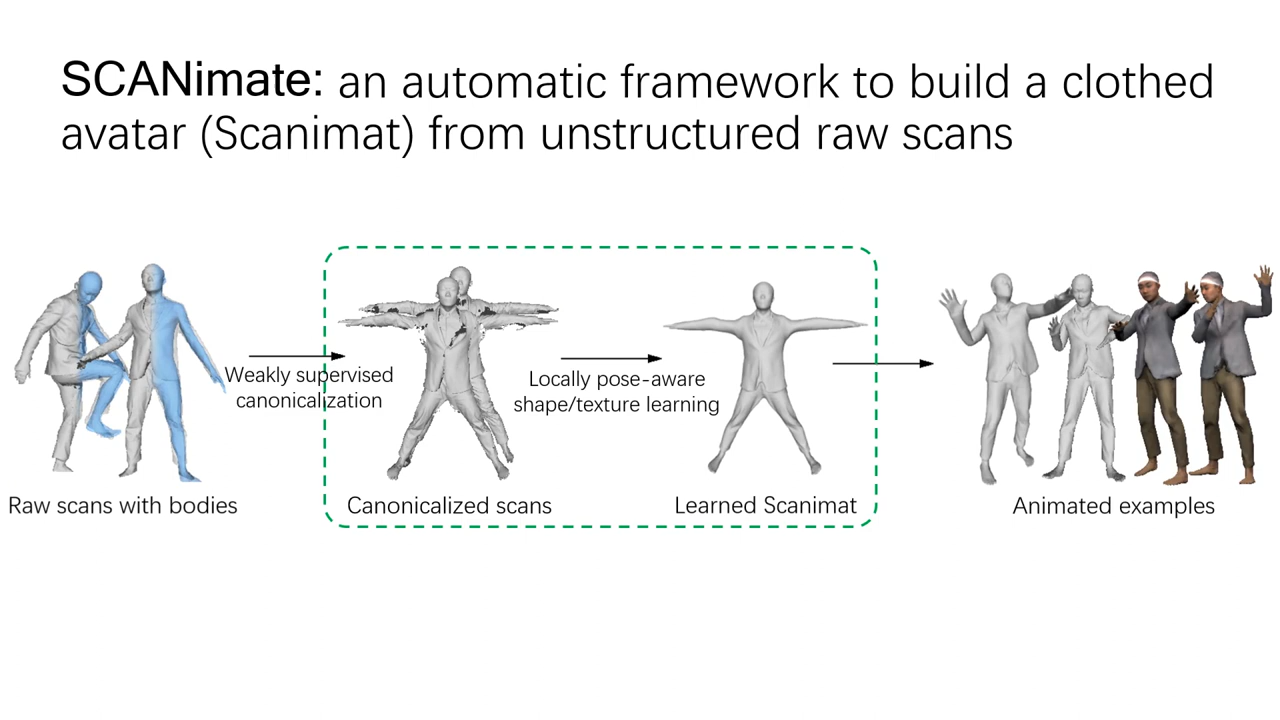 SCANimate: an automatic framework to build a clothed
avatar (Scanimat) from unstructured raw scans
Weakly supervised
canonicalization
Locally pose-aware
shape/texture learning
Raw scans with bodies
Canonicalized scans
Learned Scanimat
Animated examples